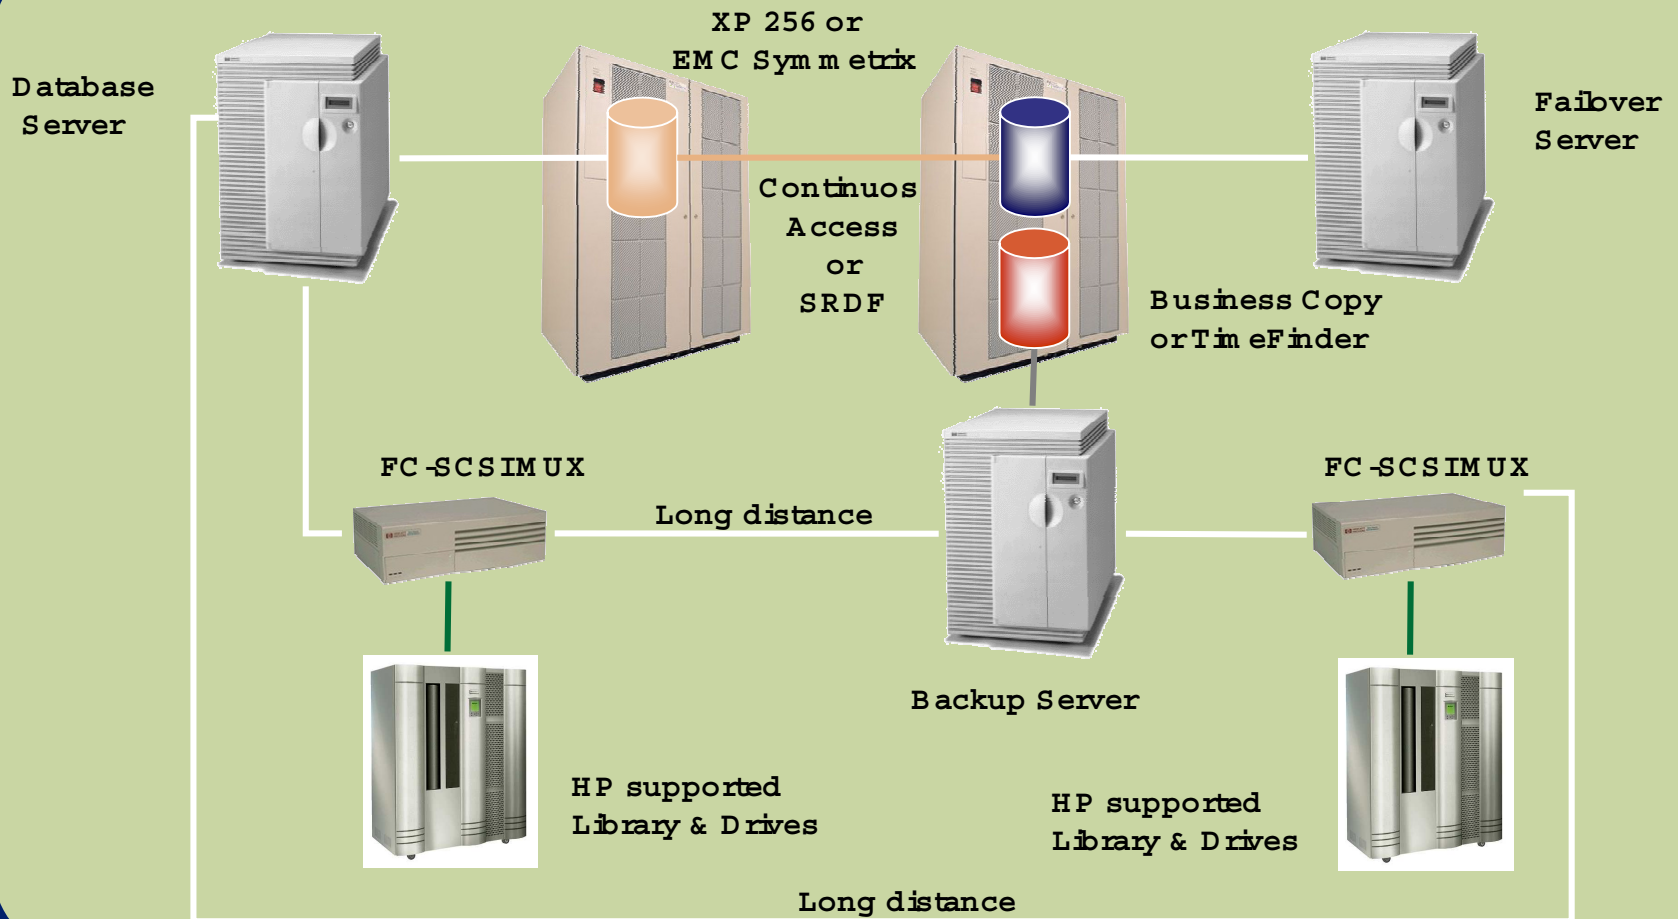 XP 256 or
EMC Symmetrix
Database
Server
Failover
Server
Continuos
Access
or
SRDF
Business Copy
or TimeFinder
FC-SCSI MUX
FC-SCSI MUX
Long distance
Backup Server
HP supported
Library & Drives
HP supported
Library & Drives
Long distance